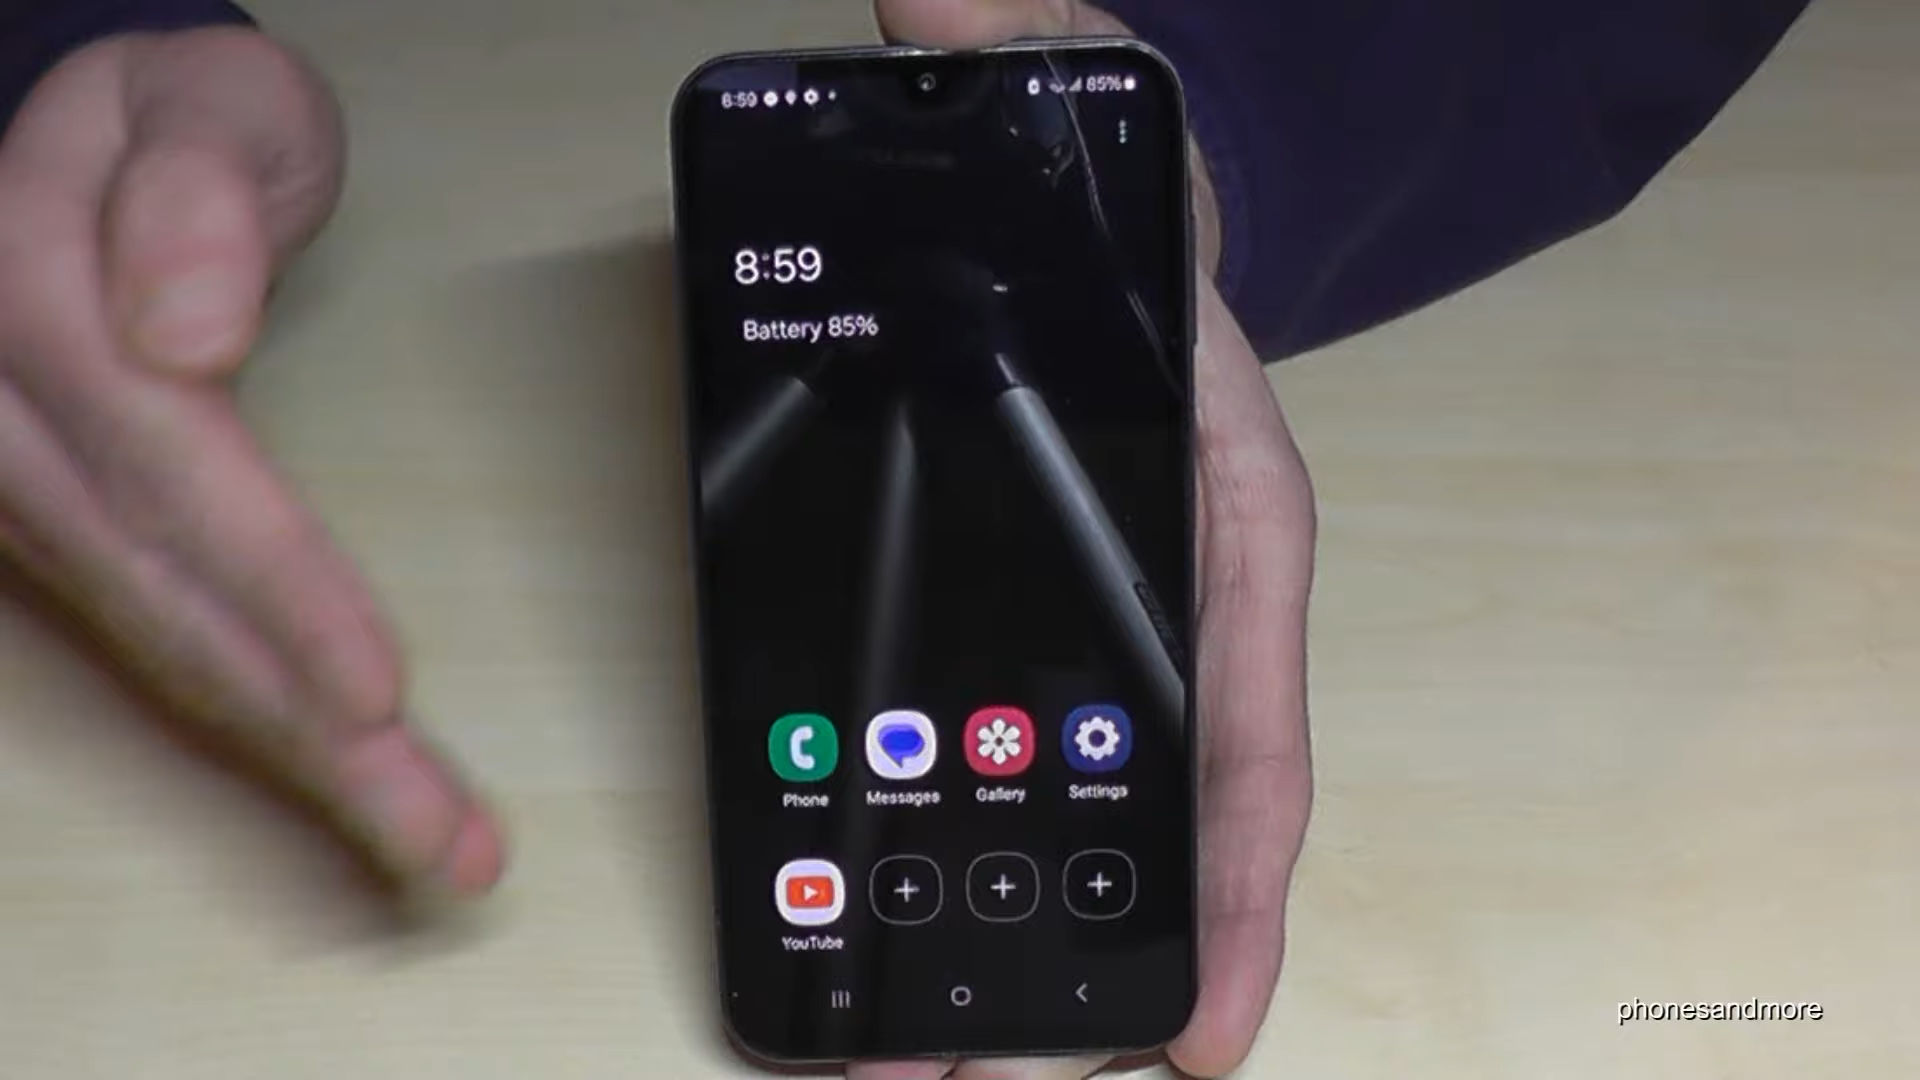 8:59
85%
8:59
Battery 85%
Phone
Messages
Gallery
Settings
YouTube
phonesandmore